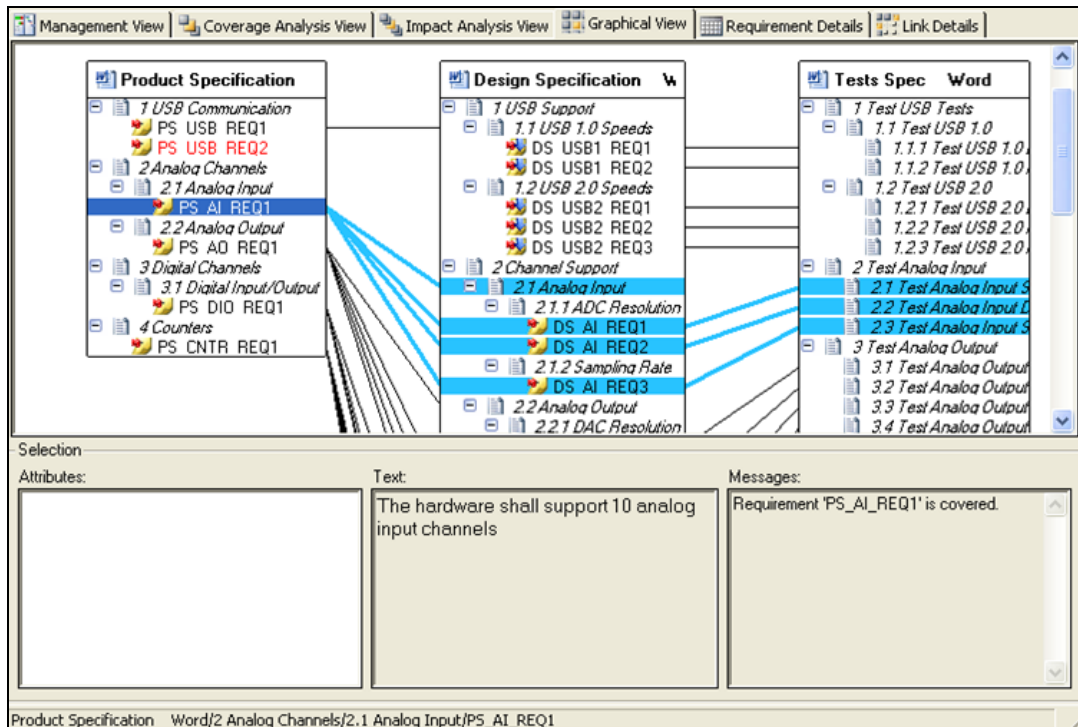 Management View Coverage Analysis View Impact Analysis View Graphical View Requirement Details Link Details
Product Specification
1 USB Communication
PS USB REQ1
PS USB REQ2
2 Analog Channels
2.1 Analog Input
PS AI REQ1
2.2 Analog Output
PS AO REQ1
3 Digital Channels
3.1 Digital Input/Output
PS DIO REQ1
4 Counters
PS CNTR REQ1
Design Specification
1 USB Support
1.1 USB 1.0 Speeds
DS USB1 REQ1
DS USB1 REQ2
1.2 USB 2.0 Speeds
DS USB2 REQ1
DS USB2 REQ2
DS USB2 REQ3
2 Channel Support
2.1 Analog Input
2.1.1 ADC Resolution
DS AI REQ1
DS AI REQ2
2.1.2 Sampling Rate
DS AI REQ3
2.2 Analog Output
2.2.1 DAC Resolution
Tests Spec Word
1 Test USB Tests
1.1 Test USB 1.0
1.1.1 Test USB 1.0
1.1.2 Test USB 1.0
1.2 Test USB 2.0
1.2.1 Test USB 2.0
1.2.2 Test USB 2.0
1.2.3 Test USB 2.0
2 Test Analog Input
2.1 Test Analog Input S
2.2 Test Analog Input D
2.3 Test Analog Input S
3 Test Analog Output
3.1 Test Analog Output
3.2 Test Analog Output
3.3 Test Analog Output
3.4 Test Analog Output
Selection
Attributes:
Text:
The hardware shall support 10 analog
input channels
Messages:
Requirement 'PS_AI_REQ1' is covered.
Product Specification Word/2 Analog Channels/2.1 Analog Input/PS AI REQ1